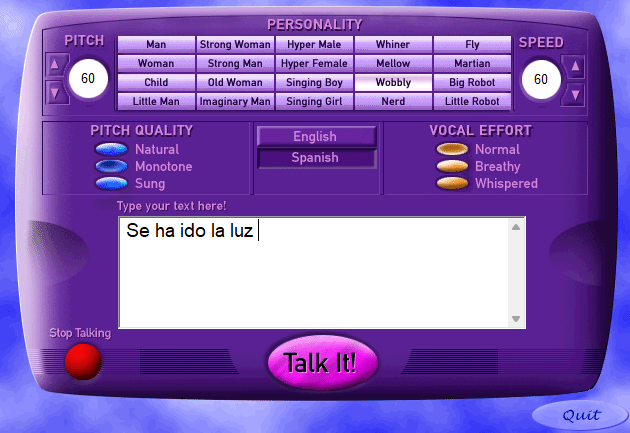 PERSONALITY
PITCH
60
Man Strong Woman Hyper Male Whiner Fly
Woman Strong Man Hyper Female Mellow Martian
Child Old Woman Singing Boy Wobbly Big Robot
Little Man Imaginary Man Singing Girl Nerd Little Robot
SPEED
60
PITCH QUALITY
Natural
Monotone
Sung
English
Spanish
VOCAL EFFORT
Normal
Breathy
Whispered
Type your text here!
Se ha ido la luz
Stop Talking
Talk It!
Quit